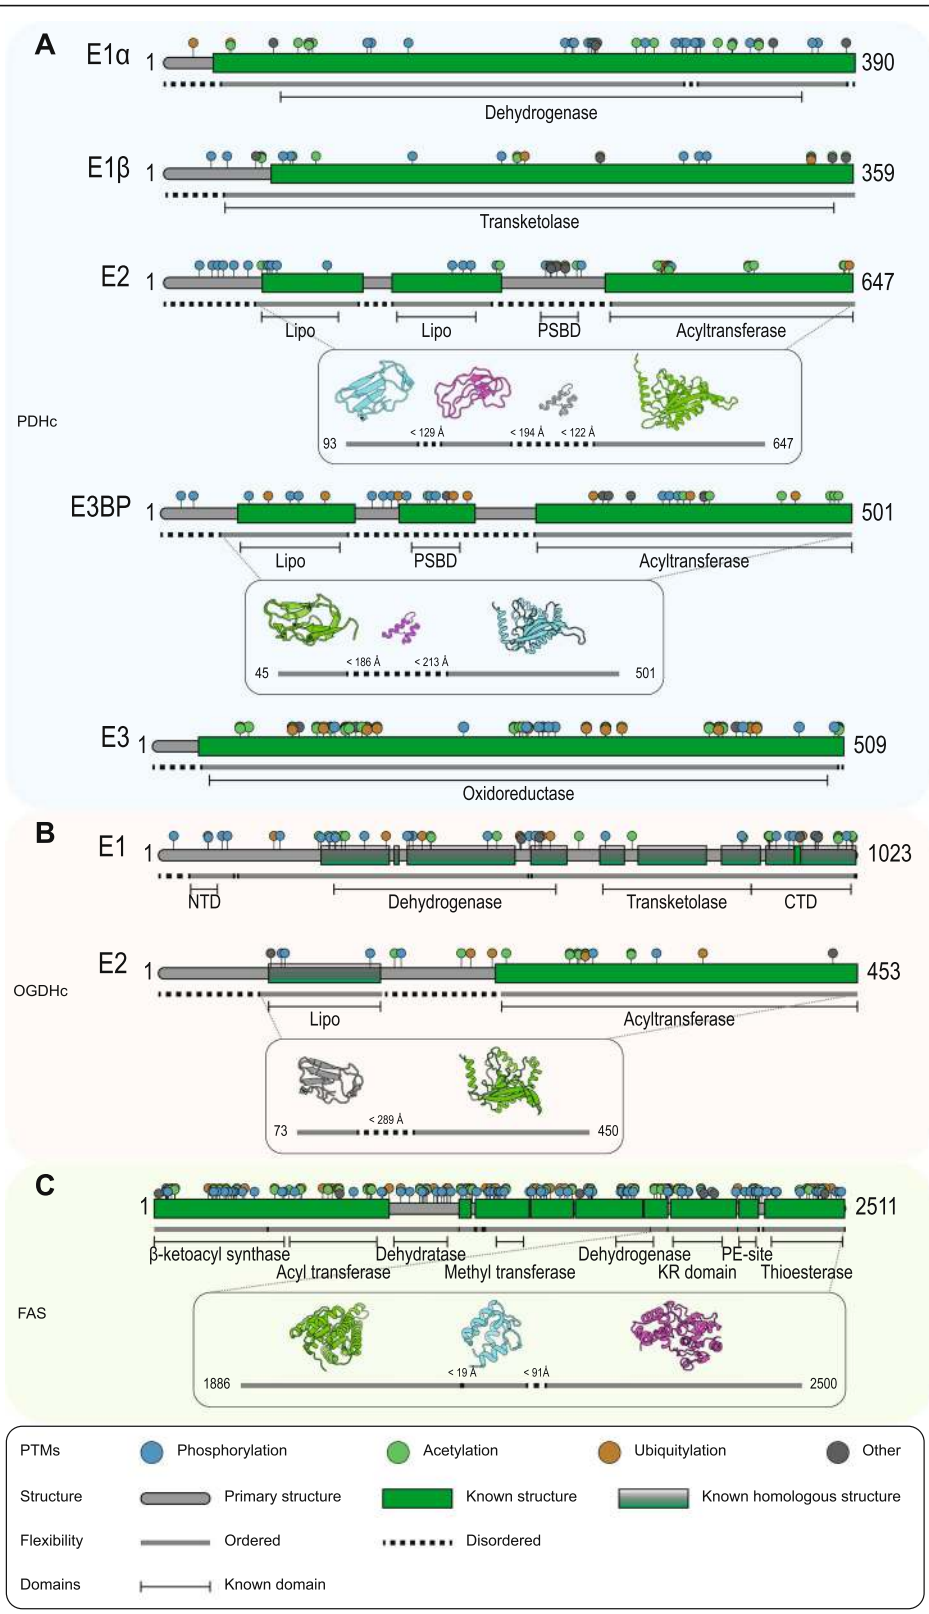 A
E1α 1 390
Dehydrogenase
E1β 1 359
Transketolase
E2 1 647
Lipo Lipo PSBD Acyltransferase
PDHc
< 129 Å < 194 Å < 122 Å
93 647
E3BP 1 501
Lipo PSBD Acyltransferase
< 186 Å < 213 Å
45 501
E3 1 509
Oxidoreductase
B
E1 1 1023
NTD Dehydrogenase Transketolase CTD
E2 1 453
OGDHc
Lipo Acyltransferase
< 289 Å
73 450
C
1 2511
β-ketoacyl synthase Dehydratase Dehydrogenase PE-site
Acyl transferase Methyl transferase KR domain Thioesterase
FAS
< 19 Å < 91Å
1886 2500
PTMs Phosphorylation Acetylation Ubiquitylation Other
Structure Primary structure Known structure Known homologous structure
Flexibility Ordered Disordered
Domains Known domain